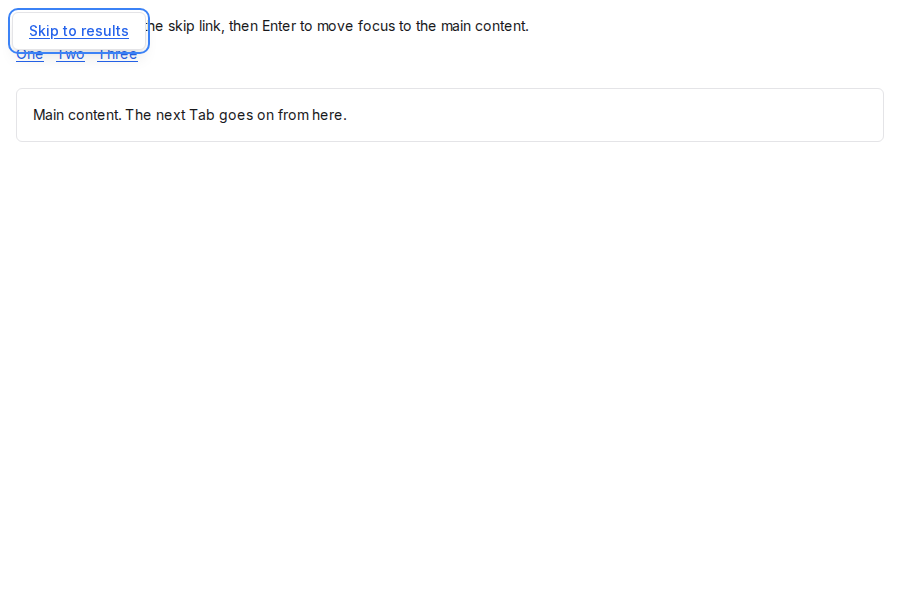 Skip to results
the skip link, then Enter to move focus to the main content.
One Two Three
Main content. The next Tab goes on from here.